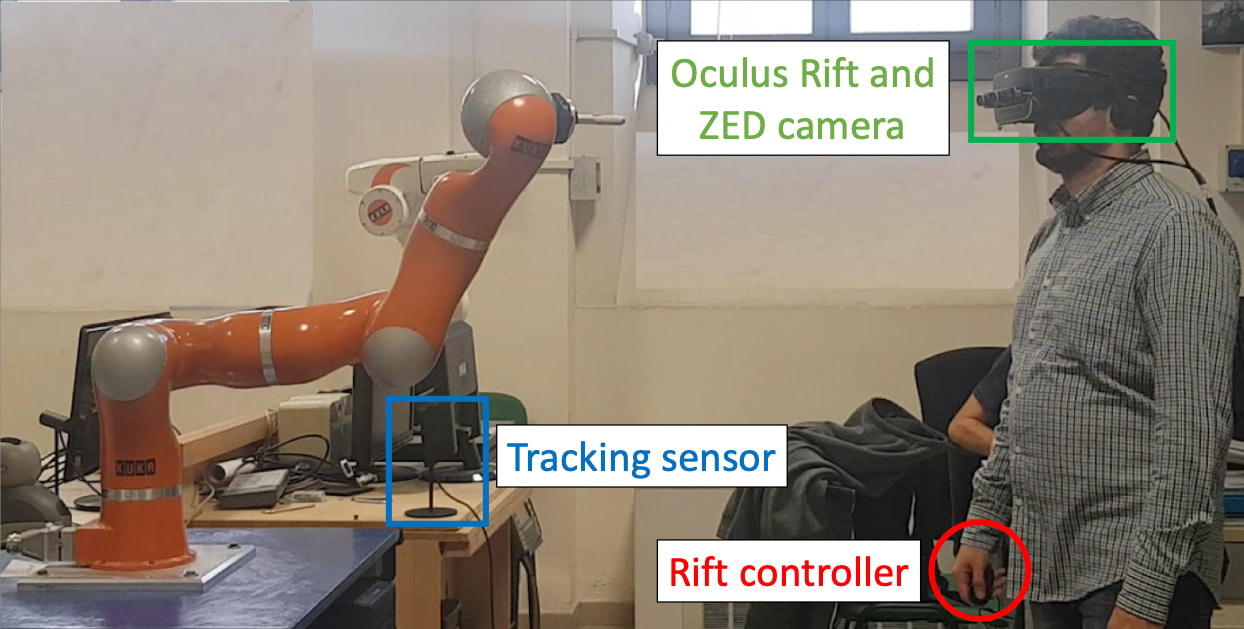 Oculus Rift and
ZED camera
KUKA
KUKA
Tracking sensor
KUKA
Rift controller